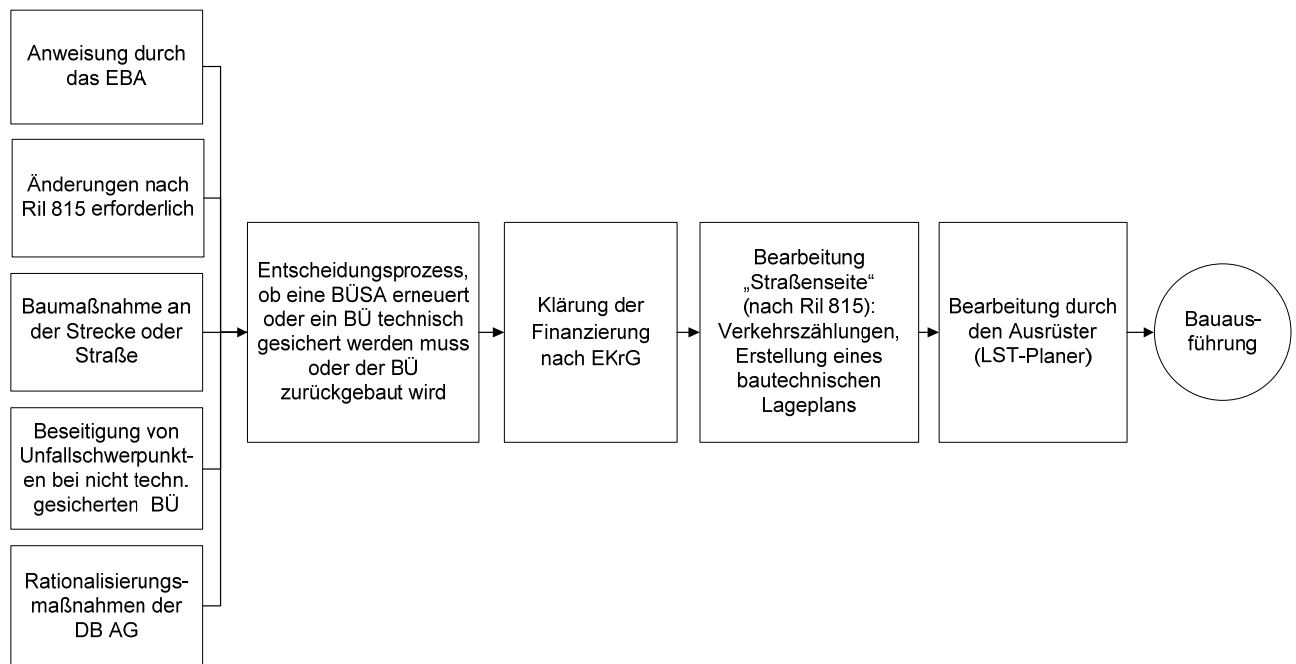 Anweisung durch
das EBA
Änderungen nach
Ril 815 erforderlich
Baumaßnahme an
der Strecke oder
Straße
Beseitigung von
Unfallschwerpunkt-
en bei nicht techn.
gesicherten BÜ
Rationalisierungs-
maßnahmen der
DB AG
Entscheidungsprozess,
ob eine BÜSA erneuert
oder ein BÜ technisch
gesichert werden muss
oder der BÜ
zurückgebaut wird
Klärung der
Finanzierung
nach EKrG
Bearbeitung
„Straßenseite“
(nach Ril 815):
Verkehrszählungen,
Erstellung eines
bautechnischen
Lageplans
Bearbeitung durch
den Ausrüster
(LST-Planer)
Bauaus-
führung